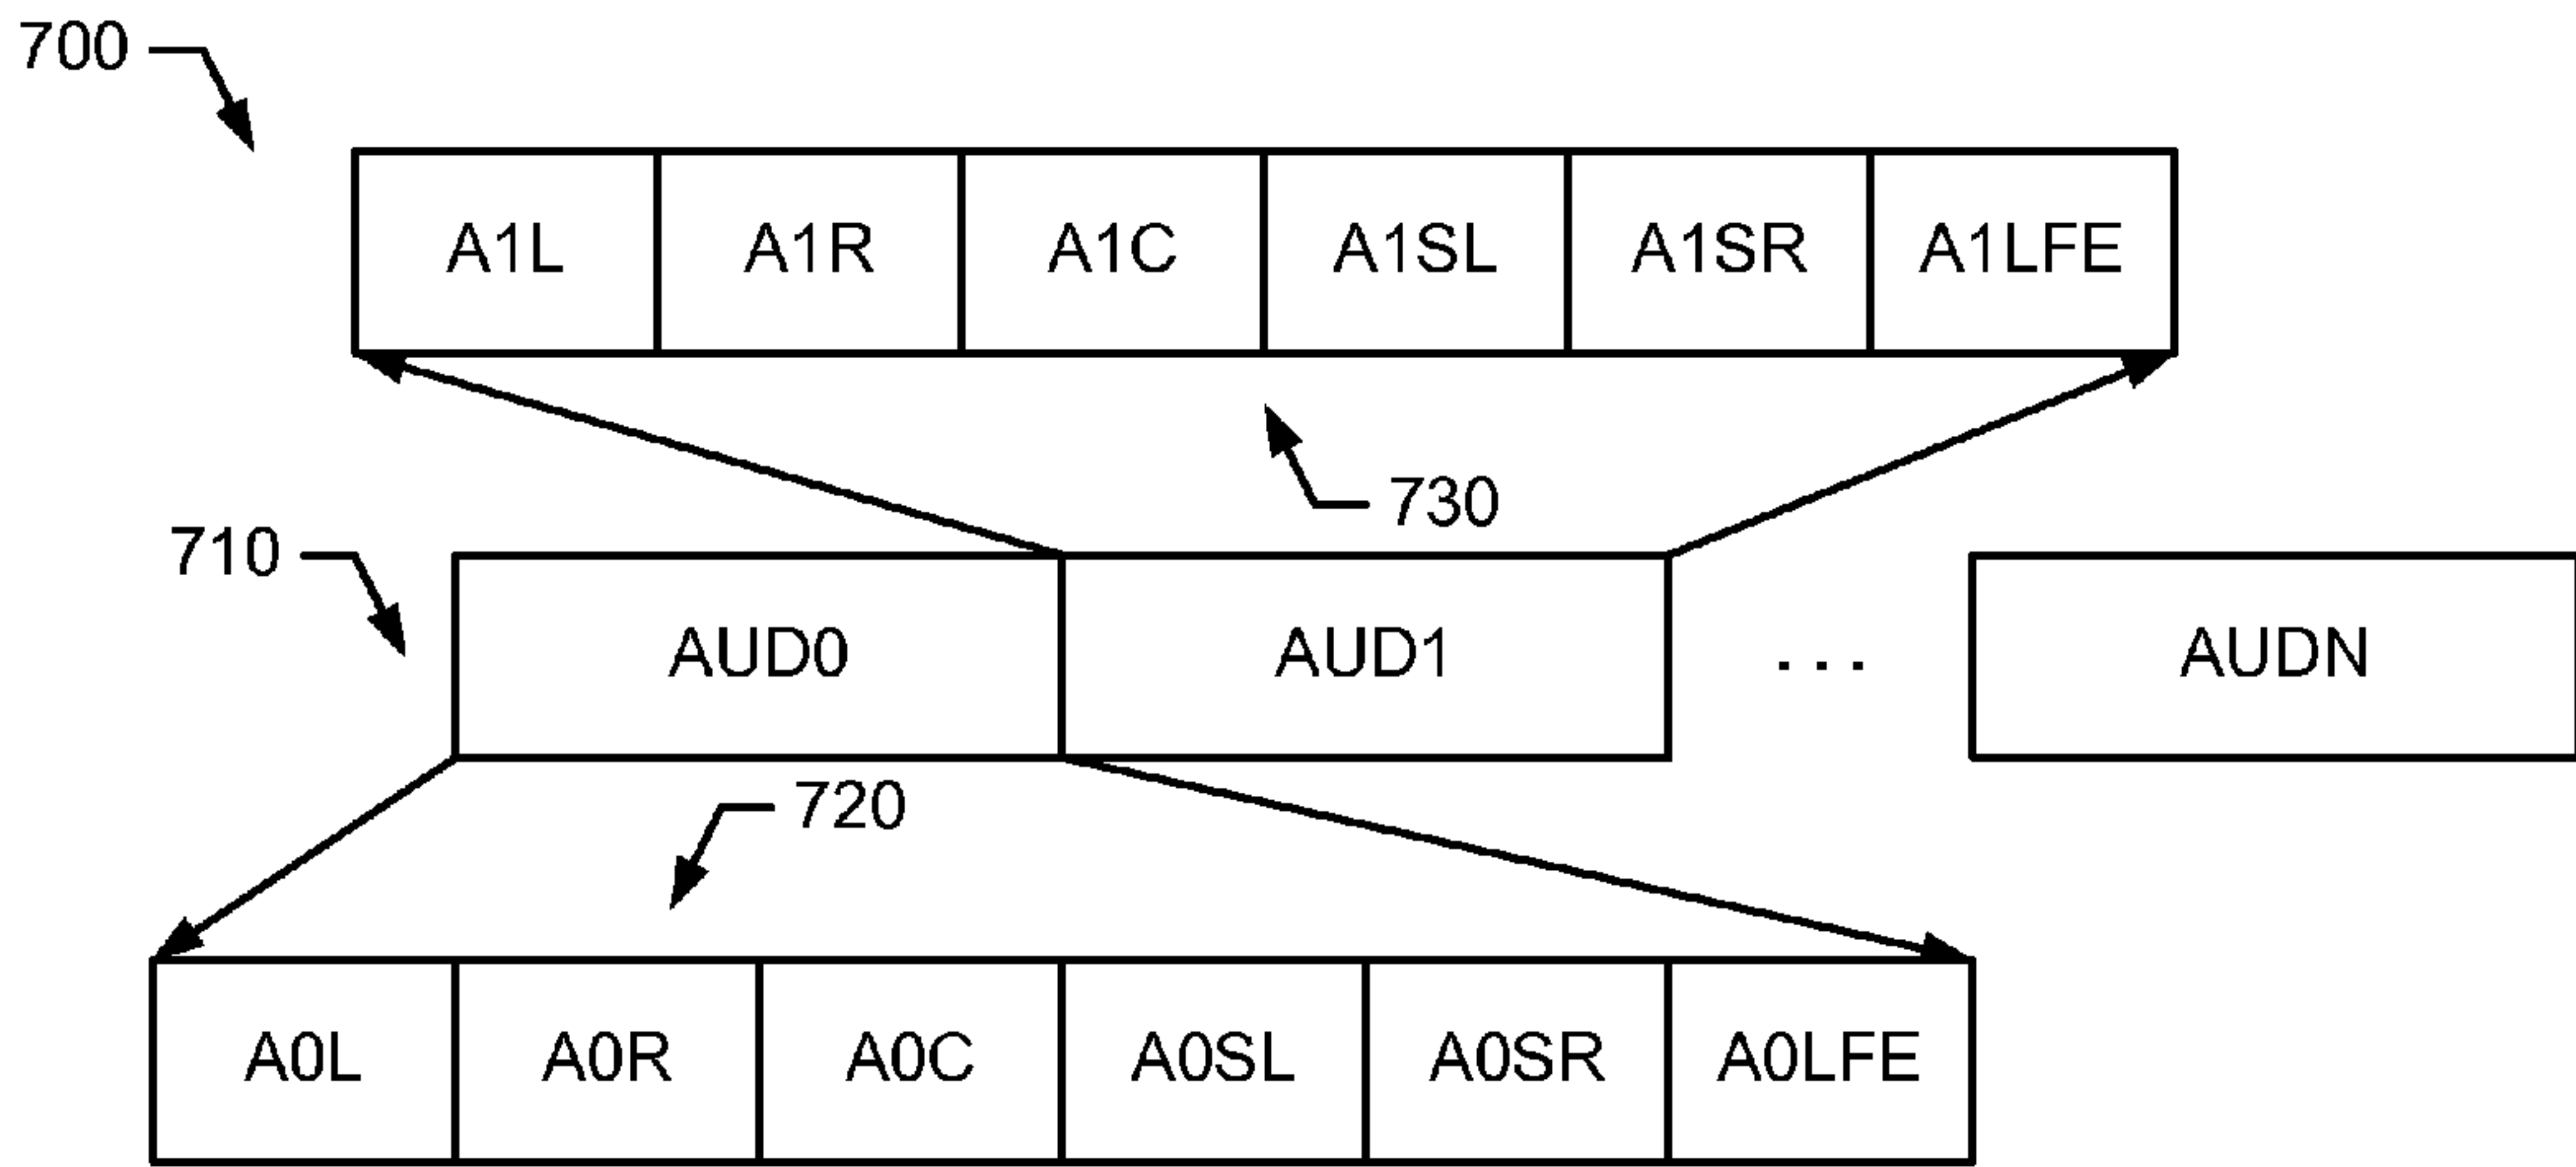 700
A1L A1R A1C A1SL A1SR A1LFE
730
710
AUD0 AUD1 ... AUDN
720
A0L A0R A0C A0SL A0SR A0LFE